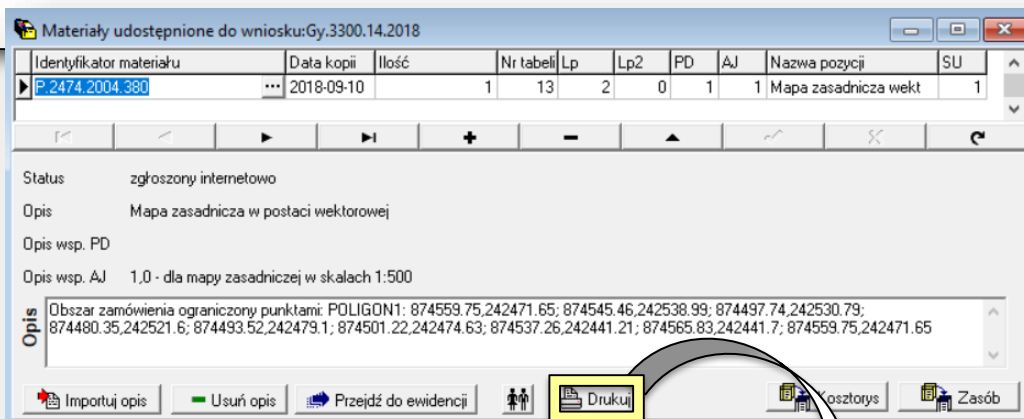 Materiały udostępnione do wniosku:Gy.3300.14.2018
Identyfikator materiału Data kopii Ilość Nr tabeli Lp Lp2 PD AJ Nazwa pozycji SU
P.2474.2004.380 ... 2018-09-10 1 13 2 0 1 1 Mapa zasadnicza wekt 1
Status zgłoszony internetowo
Opis Mapa zasadnicza w postaci wektorowej
Opis wsp. PD
Opis wsp. AJ 1,0 - dla mapy zasadniczej w skalach 1:500
Opis
Obszar zamówienia ograniczony punktami: POLIGON1: 874559.75,242471.65; 874545.46,242538.99; 874497.74,242530.79;
874480.35,242521.6; 874493.52,242479.1; 874501.22,242474.63; 874537.26,242441.21; 874565.83,242441.7; 874559.75,242471.65
Importuj opis Usuń opis Przejdź do ewidencji Drukuj Kosztorys Zasób